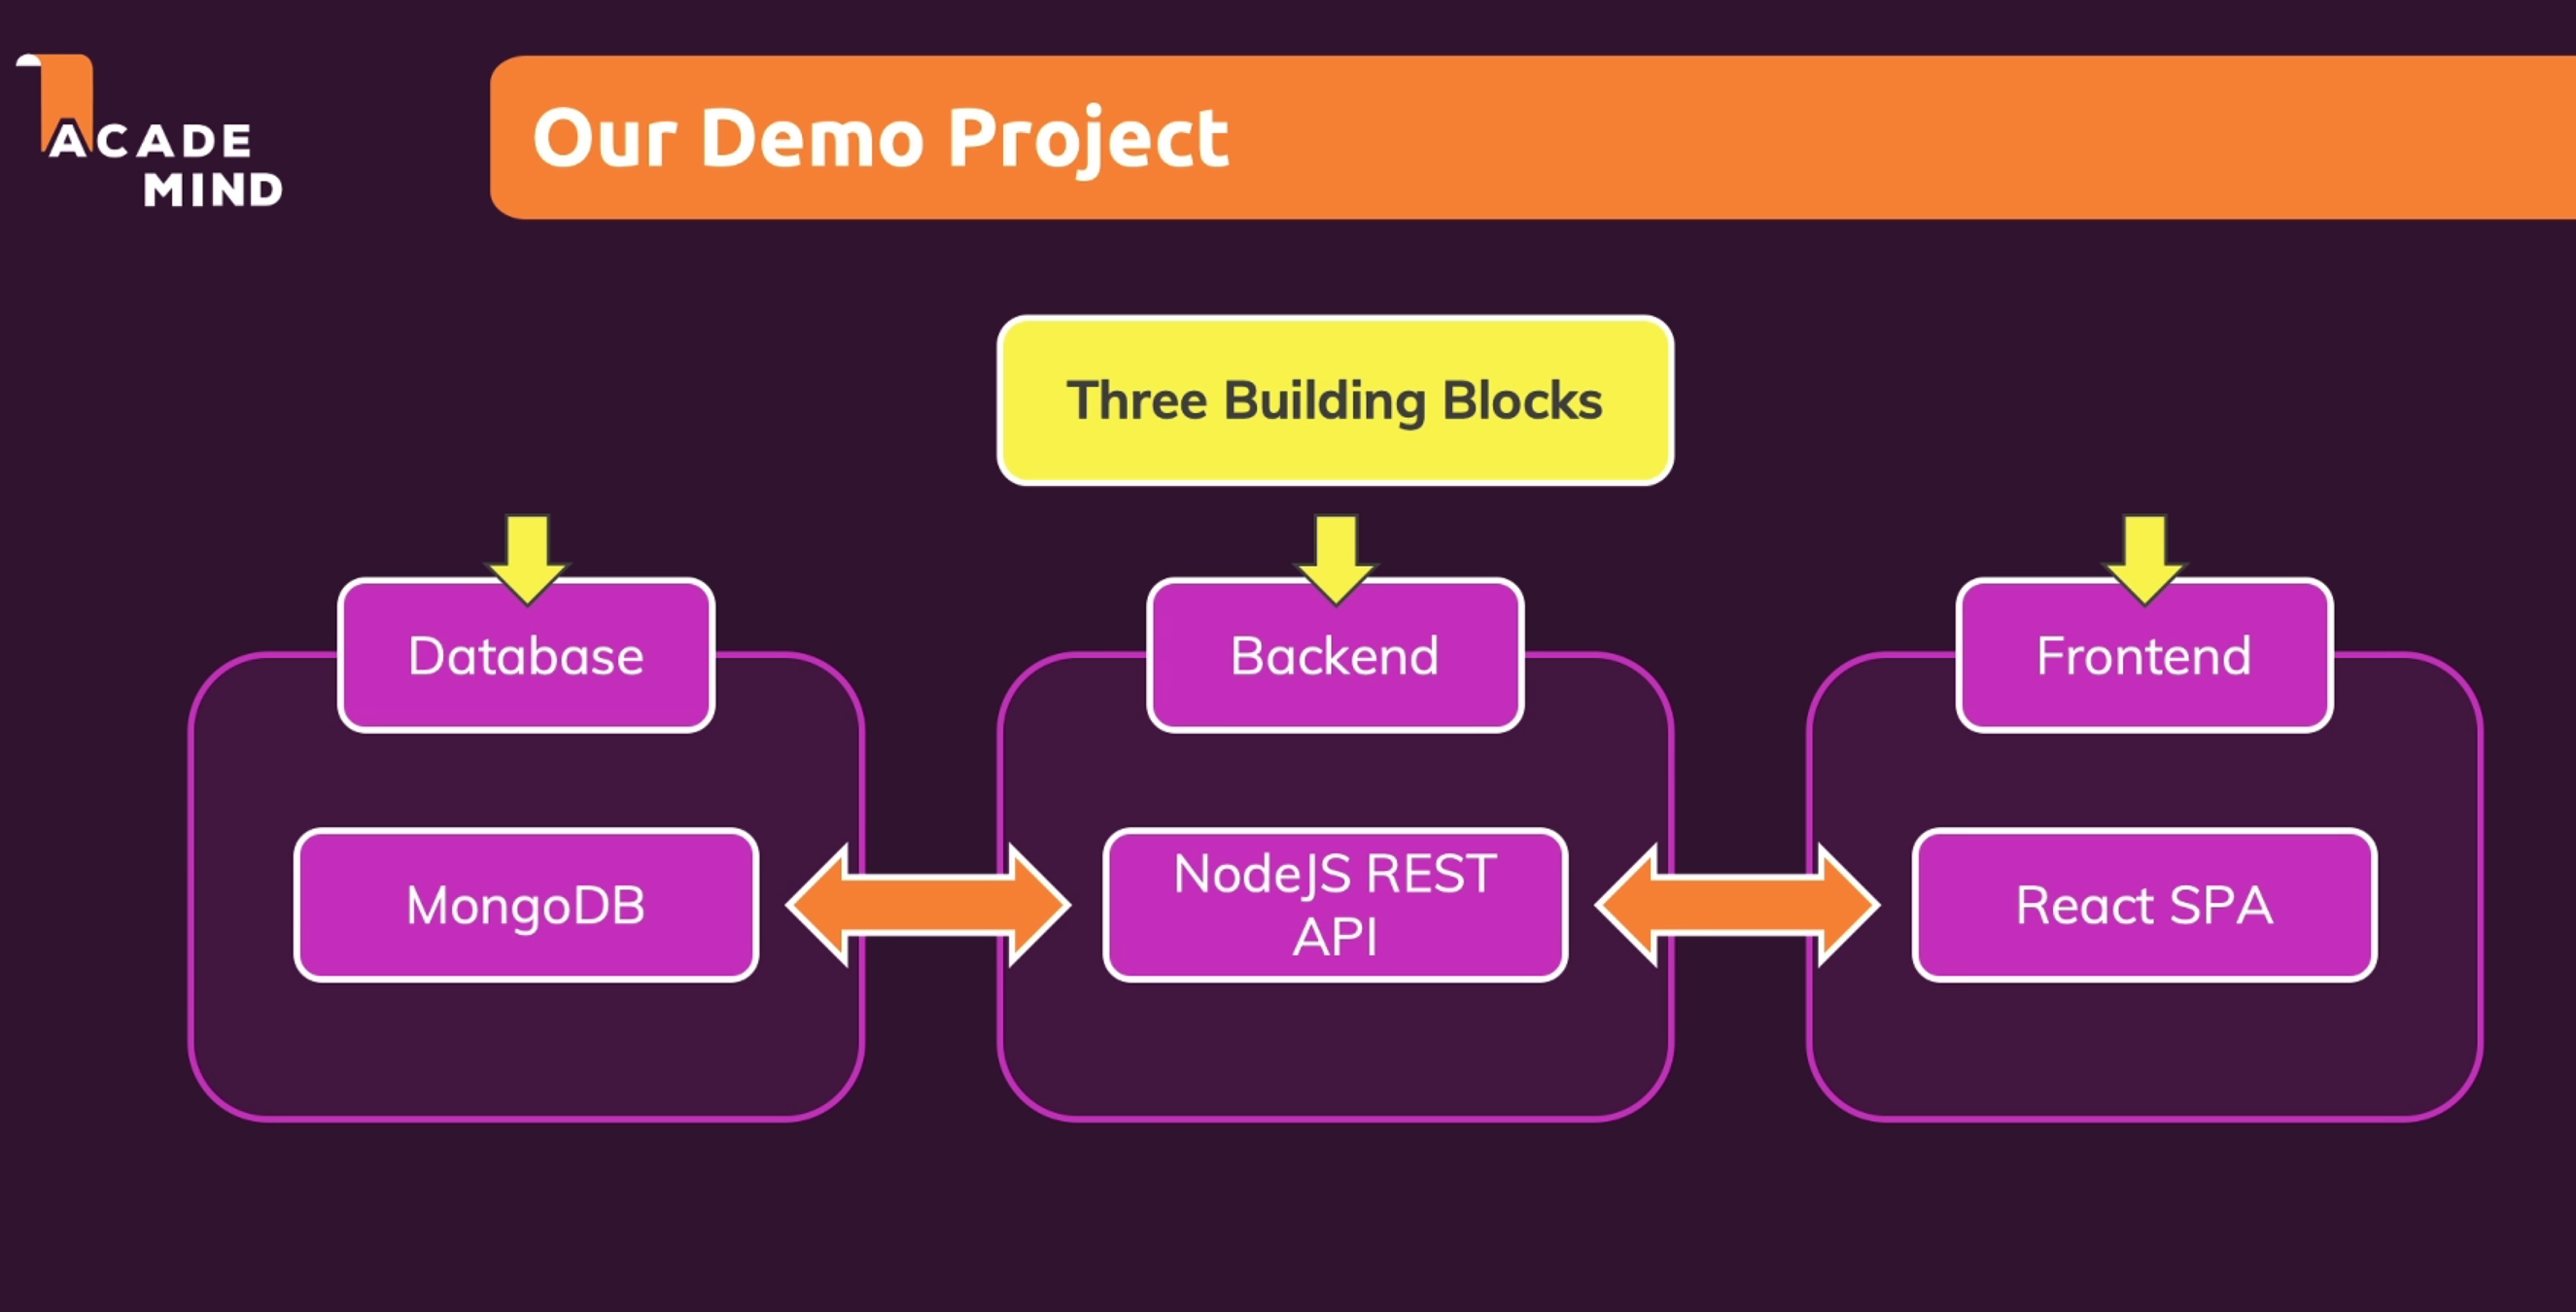 ACADE
MIND
Our Demo Project
Three Building Blocks
Database
Backend
Frontend
MongoDB
NodeJS REST
API
React SPA